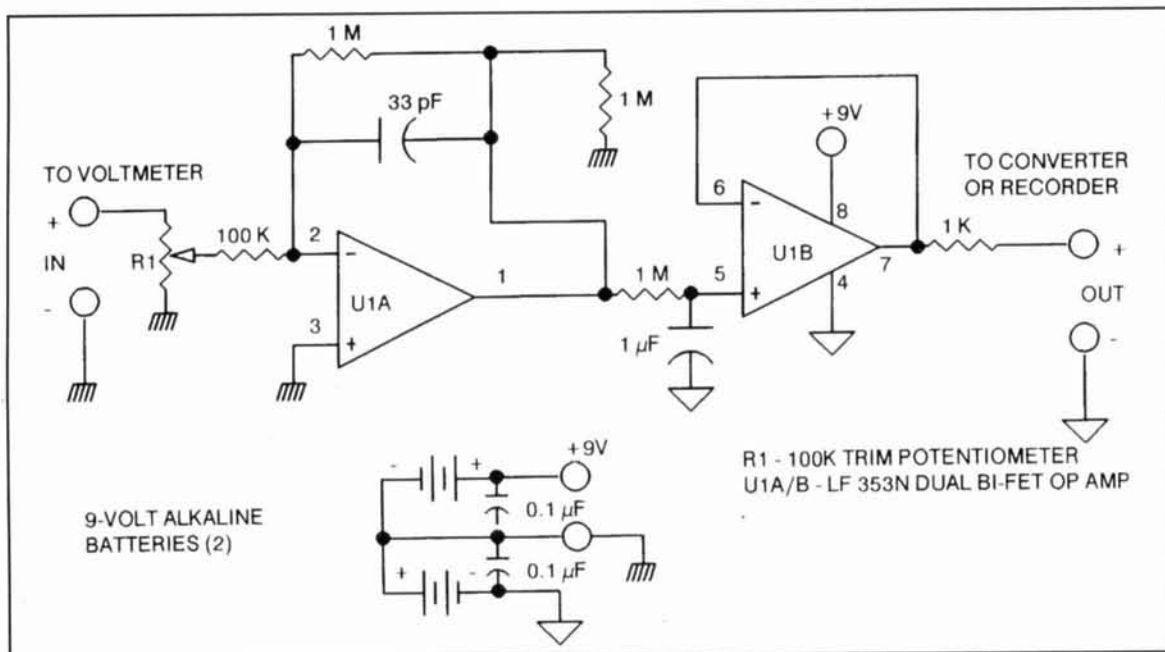 1 M
33 pF
1 M
+9V
TO VOLTMETER
TO CONVERTER
OR RECORDER
+
IN
-
R1
100 K
2
-
U1A
3
+
1
1 M
1 µF
6
-
5
+
U1B
8
4
7
1 K
+
OUT
-
9-VOLT ALKALINE
BATTERIES (2)
-
+
+9V
0.1 µF
+
-
0.1 µF
R1 - 100K TRIM POTENTIOMETER
U1A/B - LF 353N DUAL BI-FET OP AMP